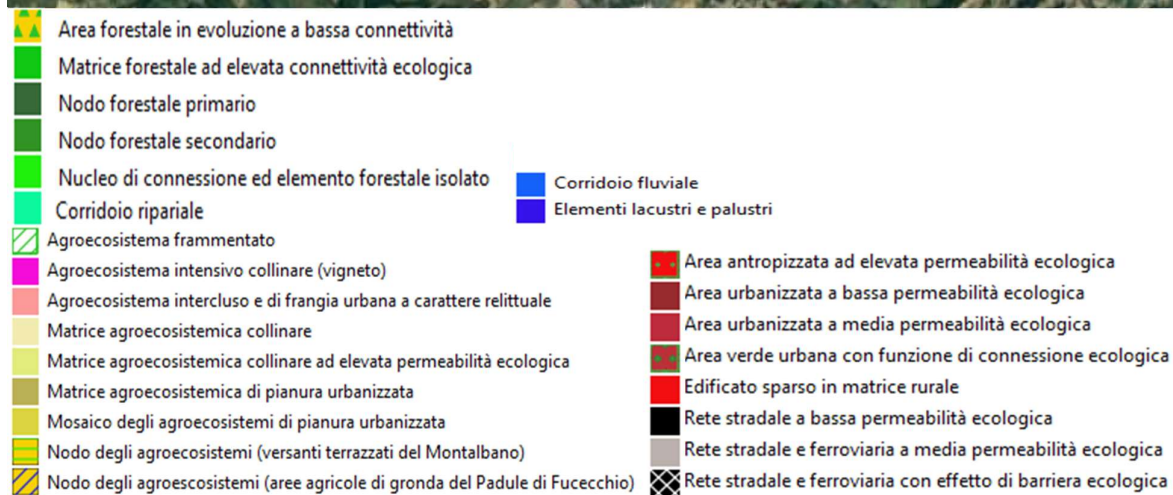 Area forestale in evoluzione a bassa connettività
Matrice forestale ad elevata connettività ecologica
Nodo forestale primario
Nodo forestale secondario
Nucleo di connessione ed elemento forestale isolato
Corridoio ripariale
Corridoio fluviale
Elementi lacustri e palustri
Agroecosistema frammentato
Agroecosistema intensivo collinare (vigneto)
Agroecosistema intercluso e di frangia urbana a carattere relittuale
Matrice agroecosistemica collinare
Matrice agroecosistemica collinare ad elevata permeabilità ecologica
Matrice agroecosistemica di pianura urbanizzata
Mosaico degli agroecosistemi di pianura urbanizzata
Nodo degli agroecosistemi (versanti terrazzati del Montalbano)
Nodo degli agroescosistemi (aree agricole di gronda del Padule di Fucecchio)
Area antropizzata ad elevata permeabilità ecologica
Area urbanizzata a bassa permeabilità ecologica
Area urbanizzata a media permeabilità ecologica
Area verde urbana con funzione di connessione ecologica
Edificato sparso in matrice rurale
Rete stradale a bassa permeabilità ecologica
Rete stradale e ferroviaria a media permeabilità ecologica
Rete stradale e ferroviaria con effetto di barriera ecologica